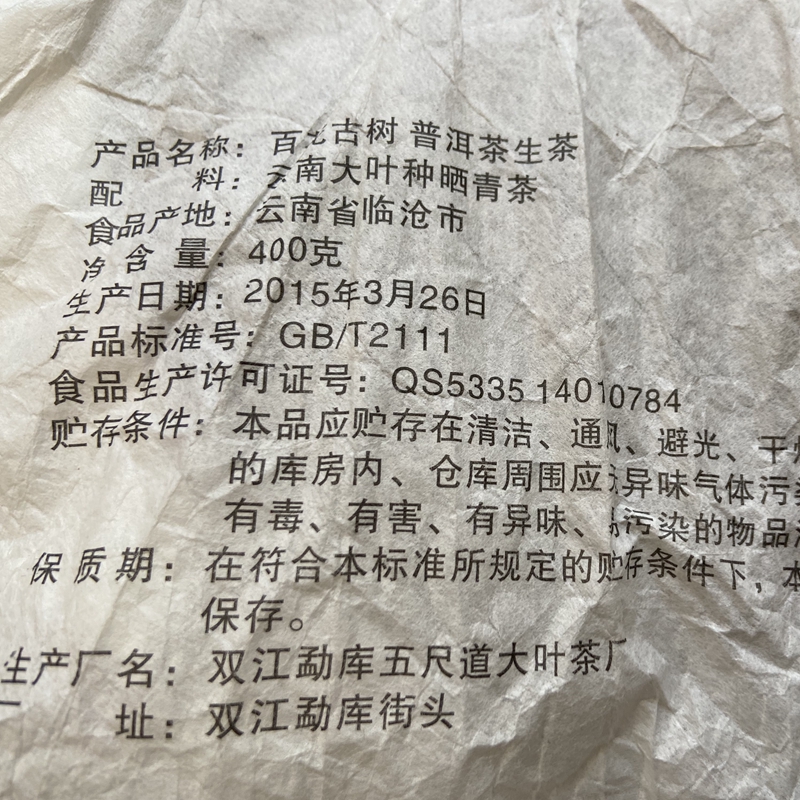 产品名称：百 古树 普洱茶生茶
配 料：云南大叶种晒青茶
食品产地：云南省临沧市
净含量：400克
生产日期：2015年3月26日
产品标准号：GB/T2111
食品生产许可证号：QS5335 14010784
贮存条件：本品应贮存在清洁、通风、避光、干燥
的库房内、仓库周围应无异味气体污染
有毒、有害、有异味、易污染的物品
保质期：在符合本标准所规定的贮存条件下，本
保存。
生产厂名：双江勐库五尺道大叶茶厂
址：双江勐库街头